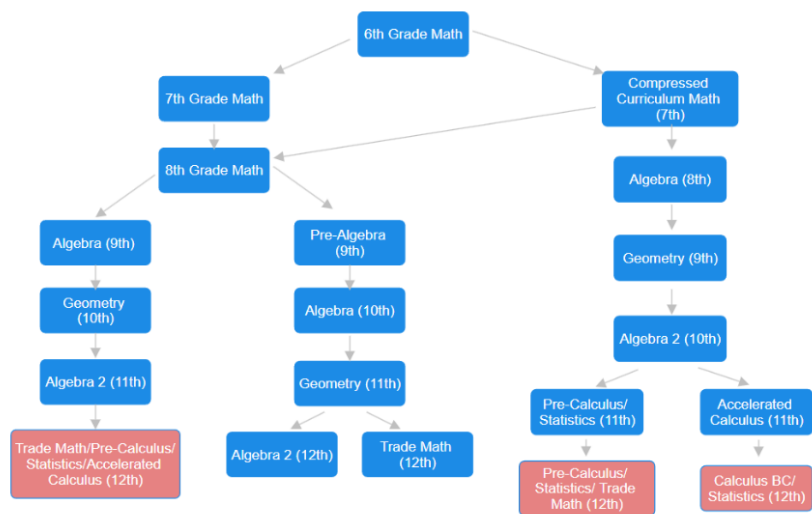 6th Grade Math
7th Grade Math
Compressed
Curriculum Math
(7th)
8th Grade Math
Algebra (8th)
Algebra (9th)
Pre-Algebra
(9th)
Geometry (9th)
Geometry
(10th)
Algebra (10th)
Algebra 2 (10th)
Algebra 2 (11th)
Geometry (11th)
Pre-Calculus/
Statistics (11th)
Accelerated
Calculus (11th)
Trade Math/Pre-Calculus/
Statistics/Accelerated
Calculus (12th)
Algebra 2 (12th)
Trade Math
(12th)
Pre-Calculus/
Statistics/ Trade
Math (12th)
Calculus BC/
Statistics (12th)